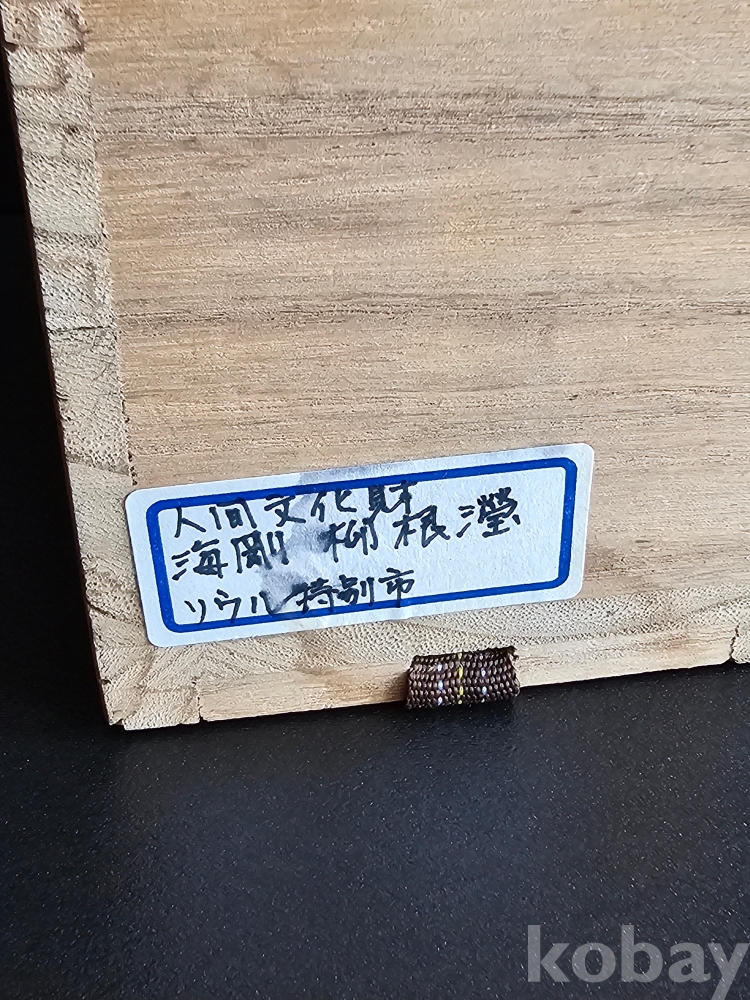 人間文化財
海剛 柳根瀅
ソウル特別市
kobay